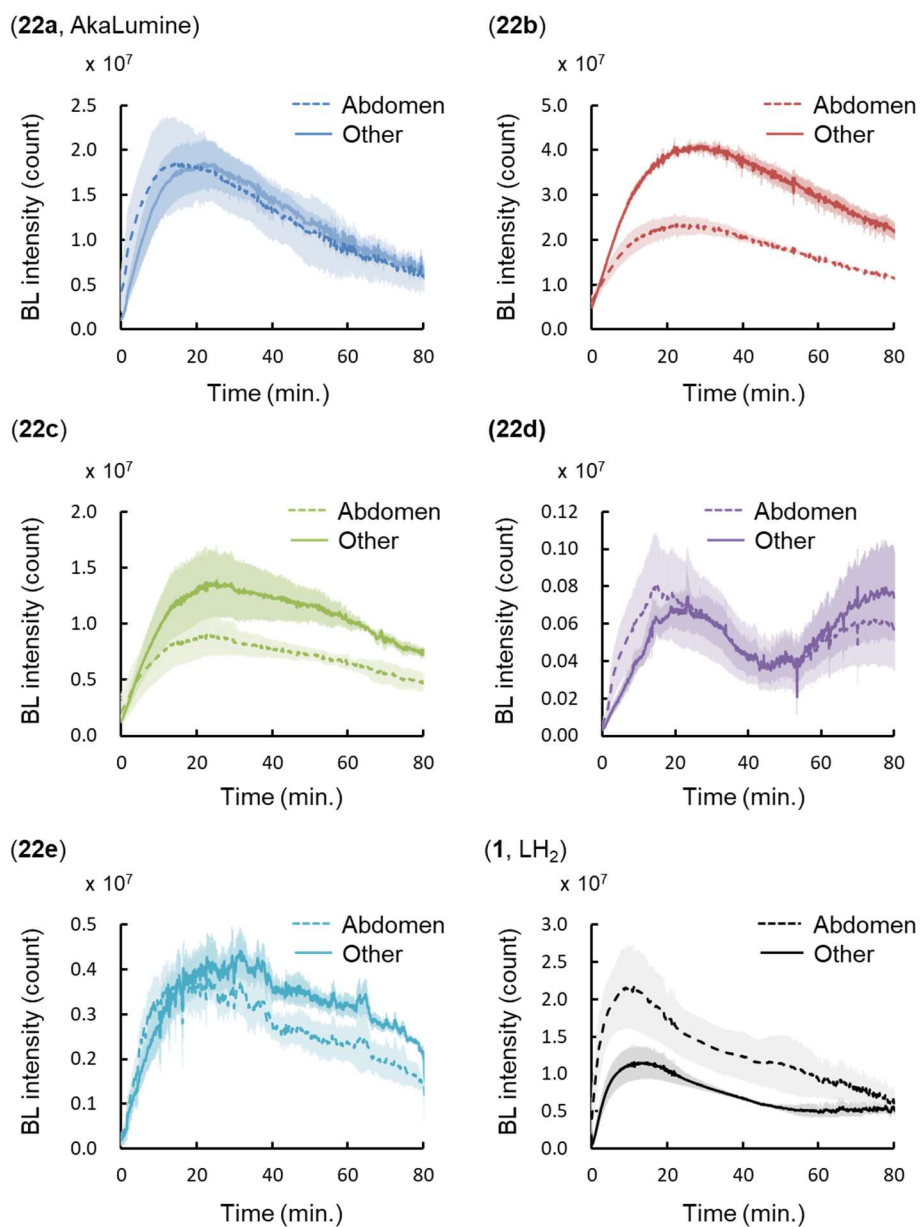 (22a, AkaLumine)
x 10⁷
BL intensity (count)
2.5
2.0
1.5
1.0
0.5
0.0
0 20 40 60 80
Time (min.)
Abdomen
Other
(22b)
x 10⁷
BL intensity (count)
5.0
4.0
3.0
2.0
1.0
0.0
0 20 40 60 80
Time (min.)
Abdomen
Other
(22c)
x 10⁷
BL intensity (count)
2.0
1.5
1.0
0.5
0.0
0 20 40 60 80
Time (min.)
Abdomen
Other
(22d)
x 10⁷
BL intensity (count)
0.12
0.10
0.08
0.06
0.04
0.02
0.00
0 20 40 60 80
Time (min.)
Abdomen
Other
(22e)
x 10⁷
BL intensity (count)
0.5
0.4
0.3
0.2
0.1
0.0
0 20 40 60 80
Time (min.)
Abdomen
Other
(1, LH₂)
x 10⁷
BL intensity (count)
3.0
2.5
2.0
1.5
1.0
0.5
0.0
0 20 40 60 80
Time (min.)
Abdomen
Other